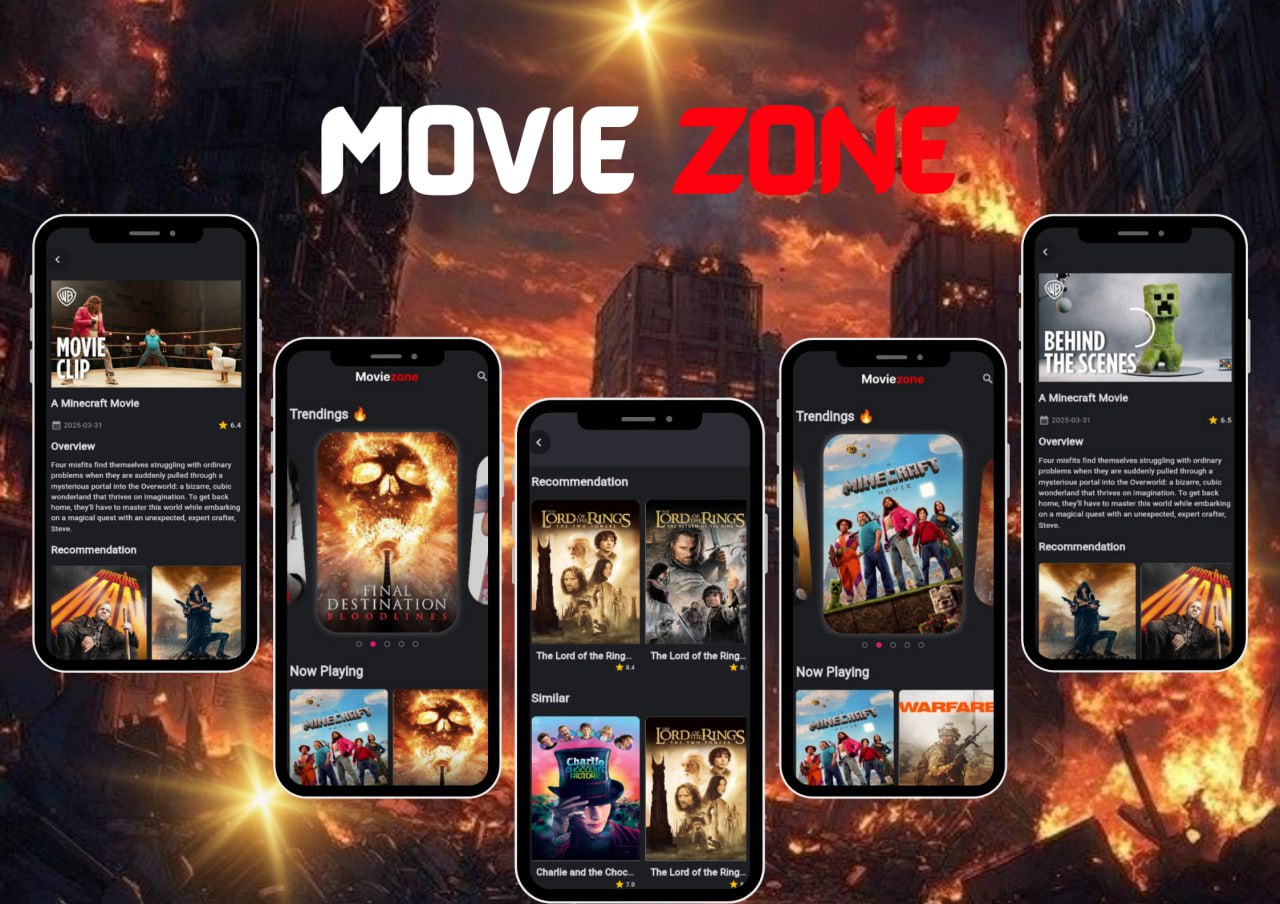 MOVIE ZONE
WB
MOVIE
CLIP
A Minecraft Movie
2025-03-31
6.4
Overview
Four misfits find themselves struggling with ordinary
problems when they are suddenly pulled through a
mysterious portal into the Overworld: a bizarre, cubic
wonderland that thrives on imagination. To get back
home, they'll have to master this world while embarking
on a magical quest with an unexpected, expert crafter,
Steve.
Recommendation
WORKING
MAN
Moviezone
Trendings 🔥
FINAL
DESTINATION
BLOODLINES
Now Playing
MINECRAFT
Recommendation
THE
LORD OF THE RINGS
THE TWO TOWERS
THE
LORD OF THE RINGS
THE RETURN OF THE KING
The Lord of the Ring...
8.4
The Lord of the Ring...
8.
Similar
Charlie
AND THE
CHOCOLATE
FACTORY
THE
LORD OF THE RINGS
THE TWO TOWERS
Charlie and the Choc...
7.0
The Lord of the Ring...
Moviezone
Trendings 🔥
MINECRAFT
MOVIE
Now Playing
MINECRAFT
WARFARE
WB
BEHIND
THE SCENES
A Minecraft Movie
2025-03-31
6.5
Overview
Four misfits find themselves struggling with ordinary
problems when they are suddenly pulled through a
mysterious portal into the Overworld: a bizarre, cubic
wonderland that thrives on imagination. To get back
home, they'll have to master this world while embarking
on a magical quest with an unexpected, expert crafter,
Steve.
Recommendation
WORKING
MAN